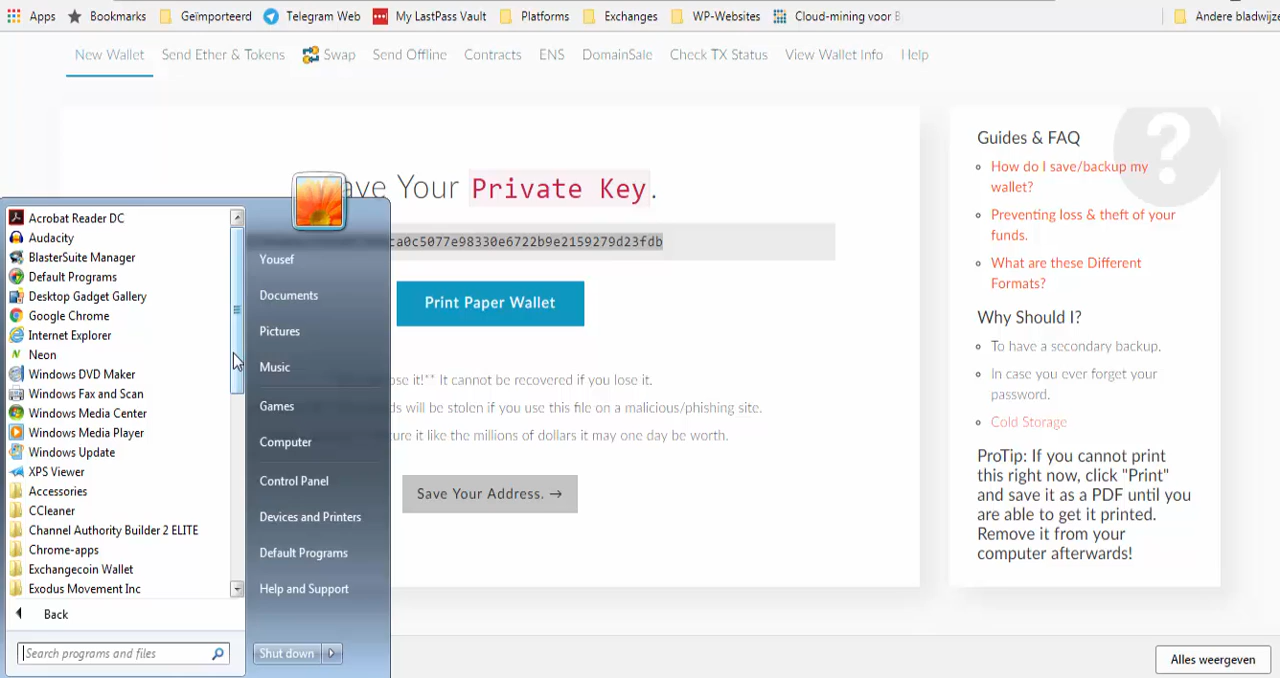 Apps Bookmarks Geïmporteerd Telegram Web My LastPass Vault Platforms Exchanges WP-Websites Cloud-mining voor B Andere bladwijze
New Wallet Send Ether & Tokens Swap Send Offline Contracts ENS DomainSale Check TX Status View Wallet Info Help
ave Your Private Key.
ca0c5077e98330e6722b9e2159279d23fdb
Print Paper Wallet
ose it!** It cannot be recovered if you lose it.
ds will be stolen if you use this file on a malicious/phishing site.
ure it like the millions of dollars it may one day be worth.
Save Your Address. →
Guides & FAQ
How do I save/backup my
wallet?
Preventing loss & theft of your
funds.
What are these Different
Formats?
Why Should I?
To have a secondary backup.
In case you ever forget your
password.
Cold Storage
ProTip: If you cannot print
this right now, click "Print"
and save it as a PDF until you
are able to get it printed.
Remove it from your
computer afterwards!
?
Acrobat Reader DC
Audacity
BlasterSuite Manager
Default Programs
Desktop Gadget Gallery
Google Chrome
Internet Explorer
Neon
Windows DVD Maker
Windows Fax and Scan
Windows Media Center
Windows Media Player
Windows Update
XPS Viewer
Accessories
CCleaner
Channel Authority Builder 2 ELITE
Chrome-apps
Exchangecoin Wallet
Exodus Movement Inc
Back
Search programs and files
Yousef
Documents
Pictures
Music
Games
Computer
Control Panel
Devices and Printers
Default Programs
Help and Support
Shut down
Alles weergeven